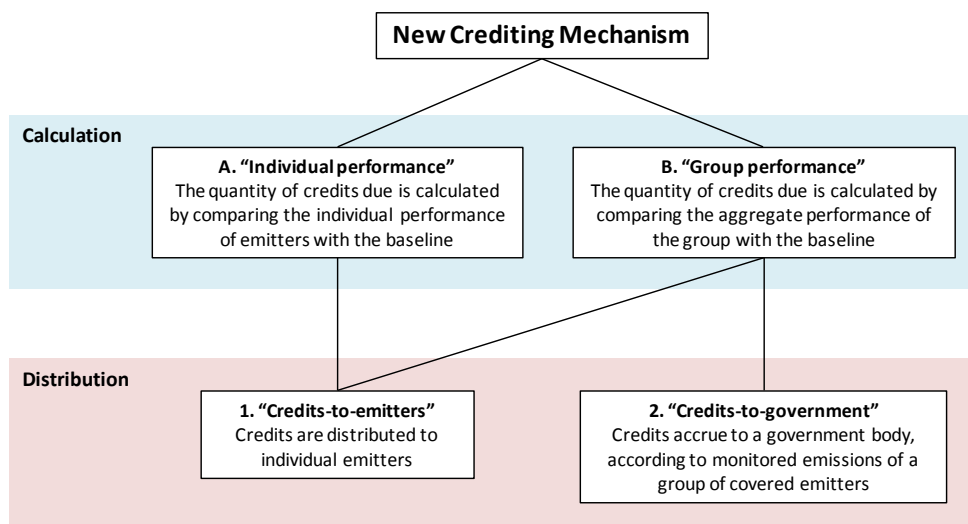 New Crediting Mechanism
Calculation
A. “Individual performance”
The quantity of credits due is calculated
by comparing the individual performance
of emitters with the baseline
B. “Group performance”
The quantity of credits due is calculated by
comparing the aggregate performance of
the group with the baseline
Distribution
1. “Credits-to-emitters”
Credits are distributed to
individual emitters
2. “Credits-to-government”
Credits accrue to a government body,
according to monitored emissions of a
group of covered emitters